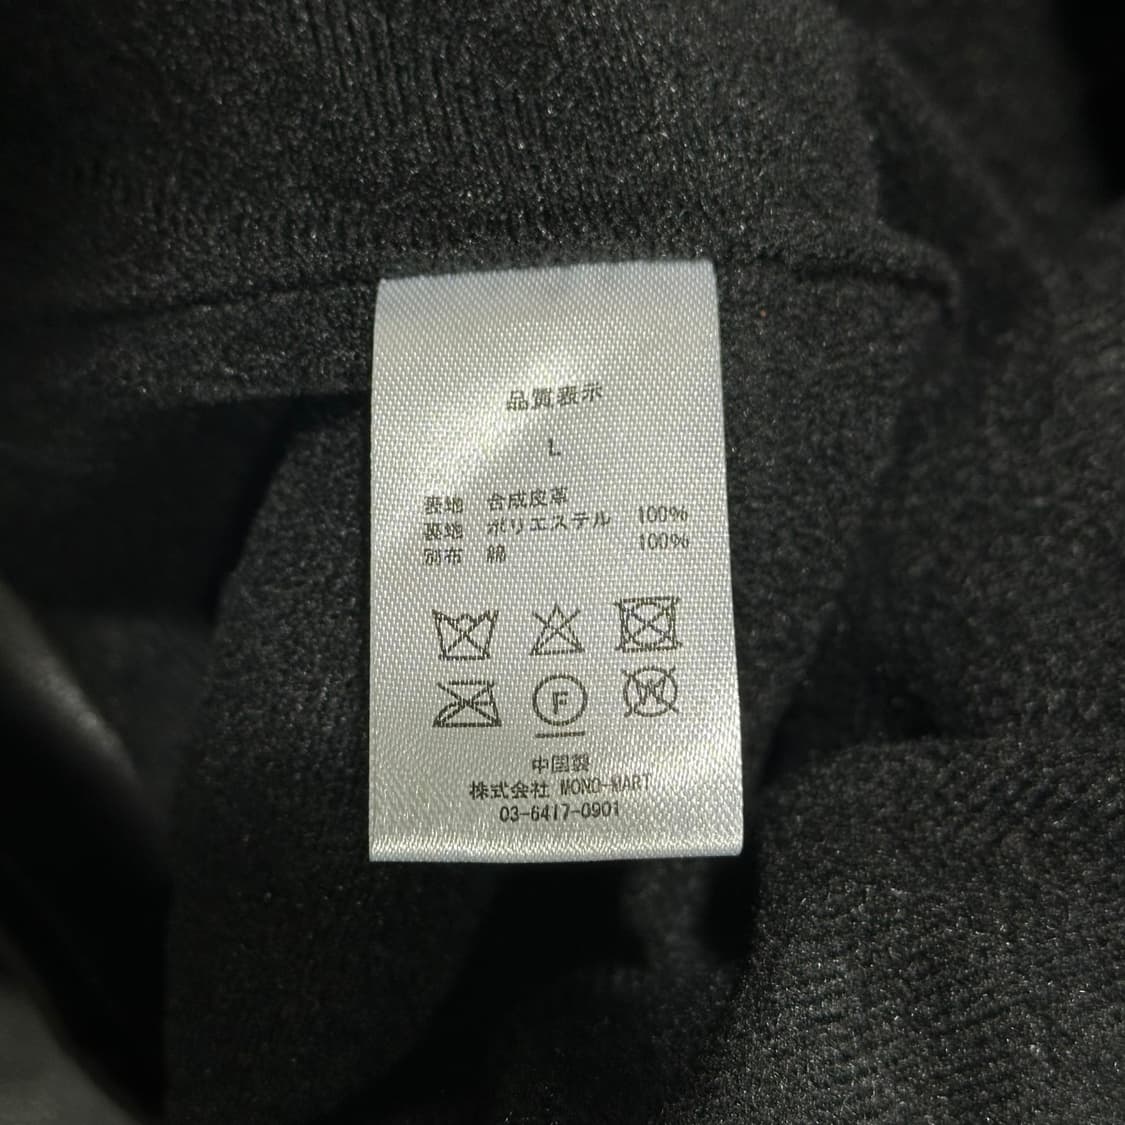 品質表示
L
表地 合成皮革
裏地 ポリエステル 100%
別布 綿 100%
F
W
中国製
株式会社 MONO-MART
03-6417-0901